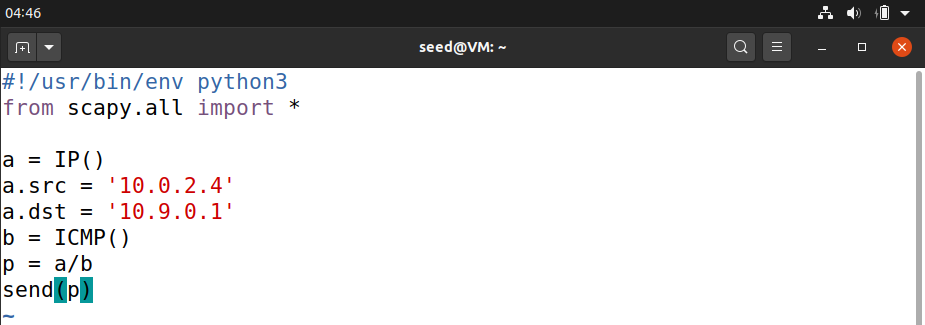 04:46
seed@VM: ~
#!/usr/bin/env python3
from scapy.all import *
a = IP()
a.src = '10.0.2.4'
a.dst = '10.9.0.1'
b = ICMP()
p = a/b
send(p)
~